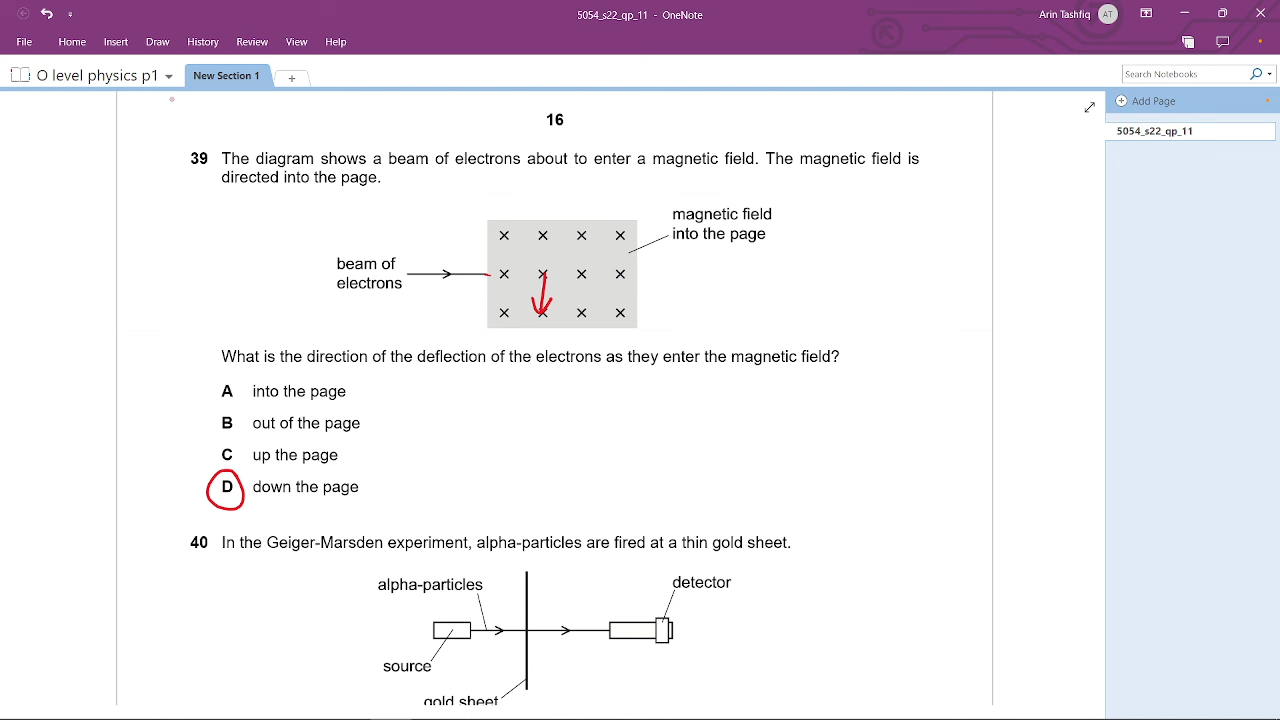 5054_s22_qp_11 - OneNote
Arin Tashfiq
AT
File Home Insert Draw History Review View Help
O level physics p1
New Section 1
+
Search Notebooks
Add Page
5054_s22_qp_11
16
39 The diagram shows a beam of electrons about to enter a magnetic field. The magnetic field is
directed into the page.
magnetic field
into the page
beam of
electrons
What is the direction of the deflection of the electrons as they enter the magnetic field?
A into the page
B out of the page
C up the page
D down the page
40 In the Geiger-Marsden experiment, alpha-particles are fired at a thin gold sheet.
alpha-particles
detector
source
gold sheet